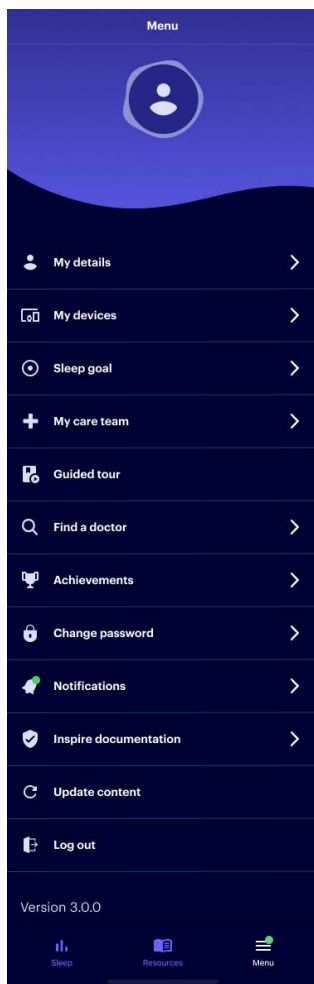 Menu
My details
My devices
Sleep goal
My care team
Guided tour
Find a doctor
Achievements
Change password
Notifications
Inspire documentation
Update content
Log out
Version 3.0.0
Sleep
Resources
Menu